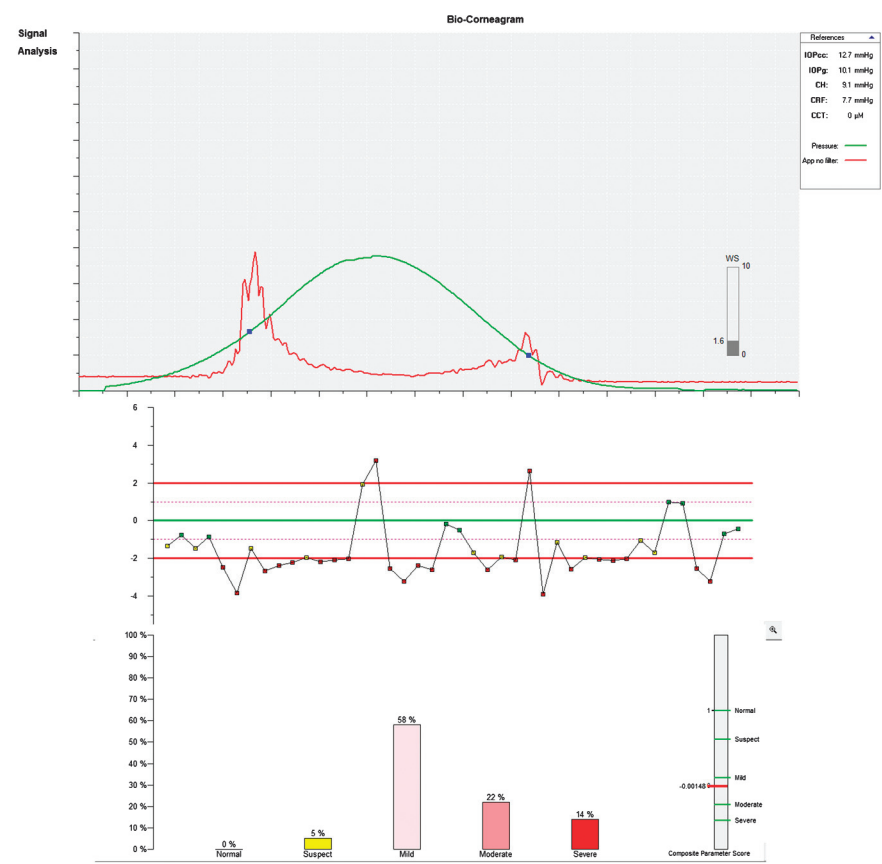 Bio-Corneagram
Signal
Analysis
References
IOPcc: 12.7 mmHg
IOPg: 10.1 mmHg
CH: 9.1 mmHg
CRF: 7.7 mmHg
CCT: 0 µM
Pressure:
App no filter:
WS
10
1.6
0
6
4
2
0
-2
-4
100 %
90 %
80 %
70 %
60 %
50 %
40 %
30 %
20 %
10 %
0 %
0 %
5 %
58 %
22 %
14 %
Normal
Suspect
Mild
Moderate
Severe
1
Normal
Suspect
Mild
-0.00148 0
Moderate
Severe
Composite Parameter Score